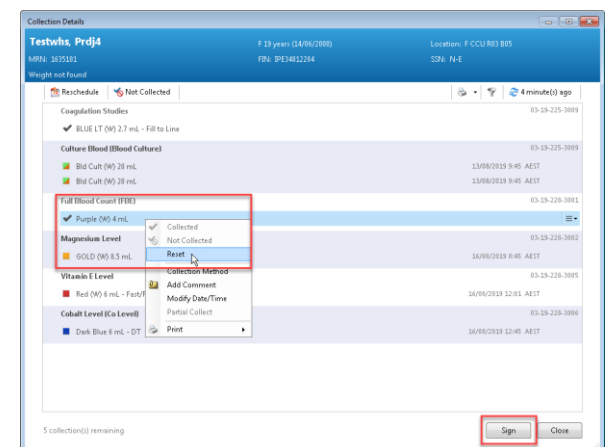 Collection Details
Testwhs, Prdj4 F 19 years (14/06/2000) Location: F CCU R03 B05
MRN: 1635101 FIN: IPE34012204 SSN: N-E
Weight not found
Reschedule Not Collected 4 minute(s) ago
Coagulation Studies 03-19-225-3009
BLUE LT (W) 2.7 mL - Fill to Line
Culture Blood (Blood Culture) 03-19-225-3009
Bld Cult (W) 20 mL 13/08/2019 9:45 AEST
Bld Cult (W) 20 mL 13/08/2019 9:45 AEST
Full Blood Count (FBE) 03-19-228-3001
Purple (W) 4 mL
Collected
Magnesium Level Not Collected 03-19-228-3002
GOLD (W) 8.5 mL Reset 16/08/2019 8:45 AEST
Vitamin E Level Collection Method 03-19-228-3005
Red (W) 6 mL - Fast/F Add Comment 16/08/2019 12:01 AEST
Modify Date/Time
Cobalt Level (Co Level) Partial Collect 03-19-228-3006
Dark Blue 6 mL - DT Print 16/08/2019 12:45 AEST
5 collection(s) remaining Sign Close